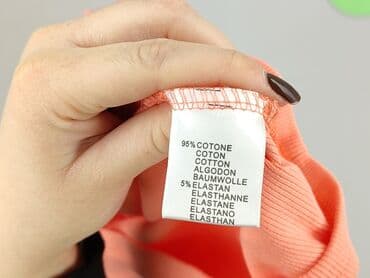 95% COTONE
COTON
COTTON
ALGODON
BAUMWOLLE
5% ELASTAN
ELASTHANNE
ELASTANE
ELASTANO
ELASTHAN